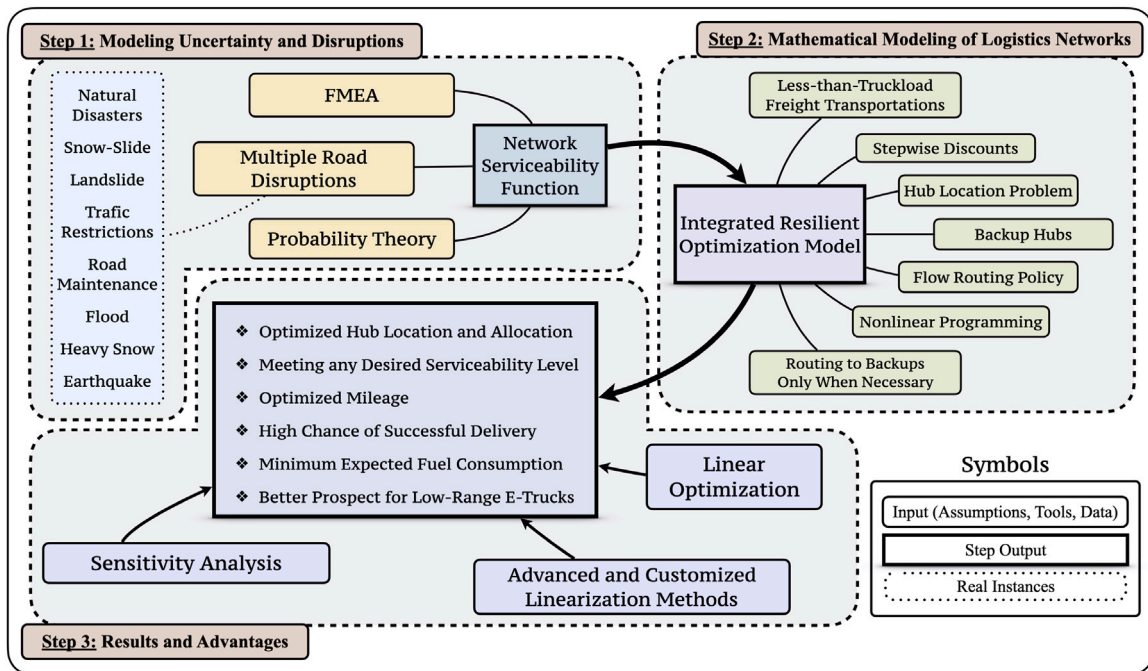 Step 1: Modeling Uncertainty and Disruptions
Natural
Disasters
Snow-Slide
Landslide
Trafic
Restrictions
Road
Maintenance
Flood
Heavy Snow
Earthquake
FMEA
Multiple Road
Disruptions
Probability Theory
Network
Serviceability
Function
Step 2: Mathematical Modeling of Logistics Networks
Less-than-Truckload
Freight Transportations
Stepwise Discounts
Hub Location Problem
Backup Hubs
Flow Routing Policy
Nonlinear Programming
Routing to Backups
Only When Necessary
Integrated Resilient
Optimization Model
❖ Optimized Hub Location and Allocation
❖ Meeting any Desired Serviceability Level
❖ Optimized Mileage
❖ High Chance of Successful Delivery
❖ Minimum Expected Fuel Consumption
❖ Better Prospect for Low-Range E-Trucks
Linear
Optimization
Sensitivity Analysis
Advanced and Customized
Linearization Methods
Step 3: Results and Advantages
Symbols
Input (Assumptions, Tools, Data)
Step Output
Real Instances